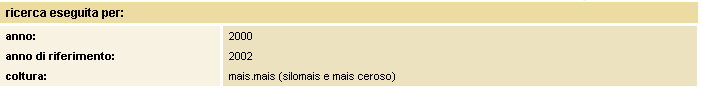 ricerca eseguita per:
anno: 2000
anno di riferimento: 2002
coltura: mais.mais (silomais e mais ceroso)